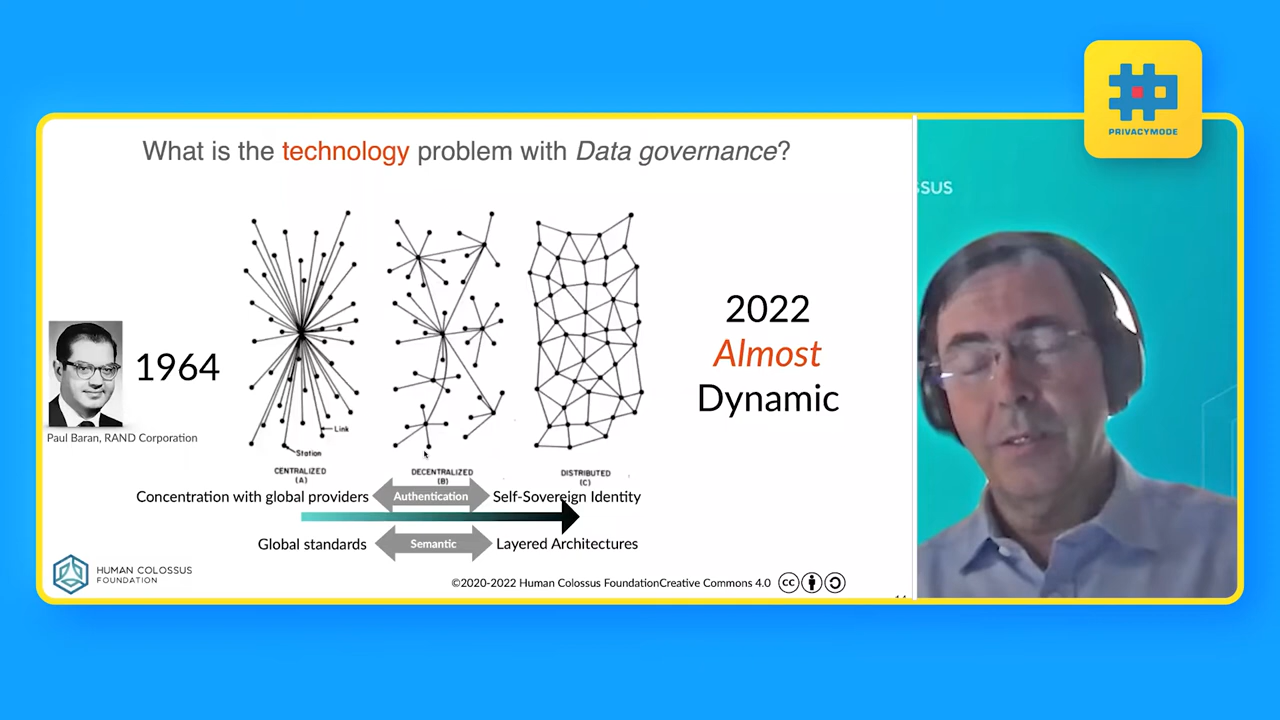 PRIVACYMODE
What is the technology problem with Data governance?
SSUS
1964
2022
Almost
Dynamic
Paul Baran, RAND Corporation
Link
Station
CENTRALIZED
(A)
DECENTRALIZED
(B)
DISTRIBUTED
(C)
Concentration with global providers
Authentication
Self-Sovereign Identity
Global standards
Semantic
Layered Architectures
HUMAN COLOSSUS
FOUNDATION
©2020-2022 Human Colossus FoundationCreative Commons 4.0
cc